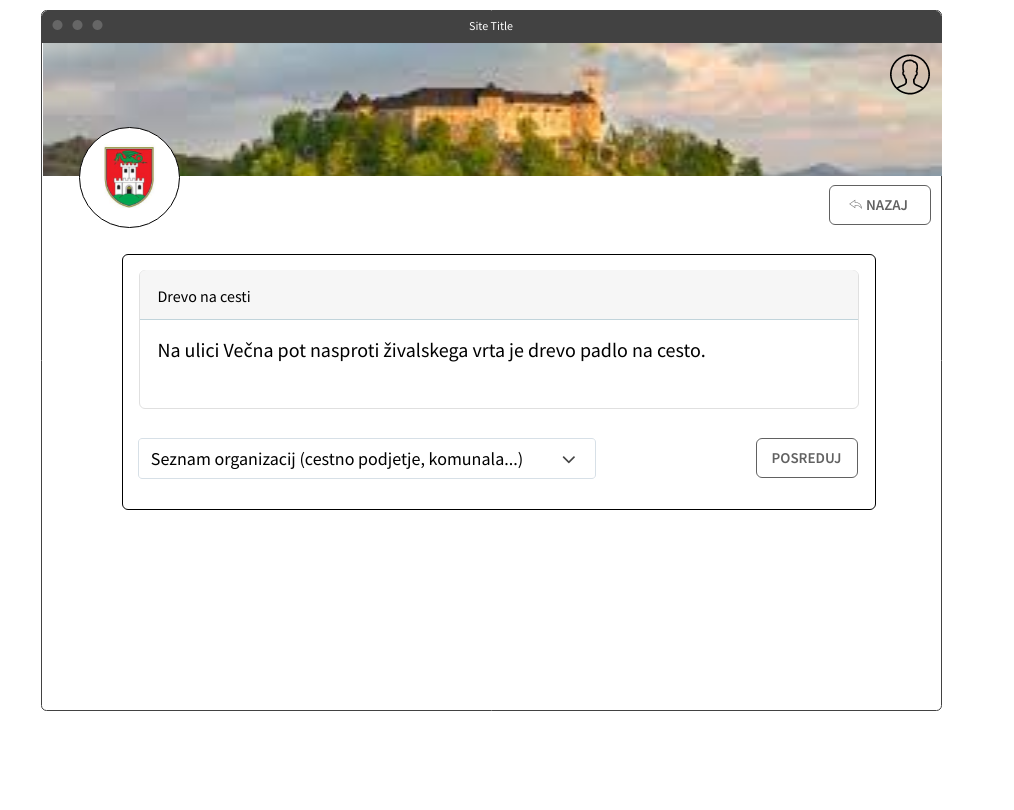 Site Title
NAZAJ
Drevo na cesti
Na ulici Večna pot nasproti živalskega vrta je drevo padlo na cesto.
Seznam organizacij (cestno podjetje, komunala...)
POSREDUJ